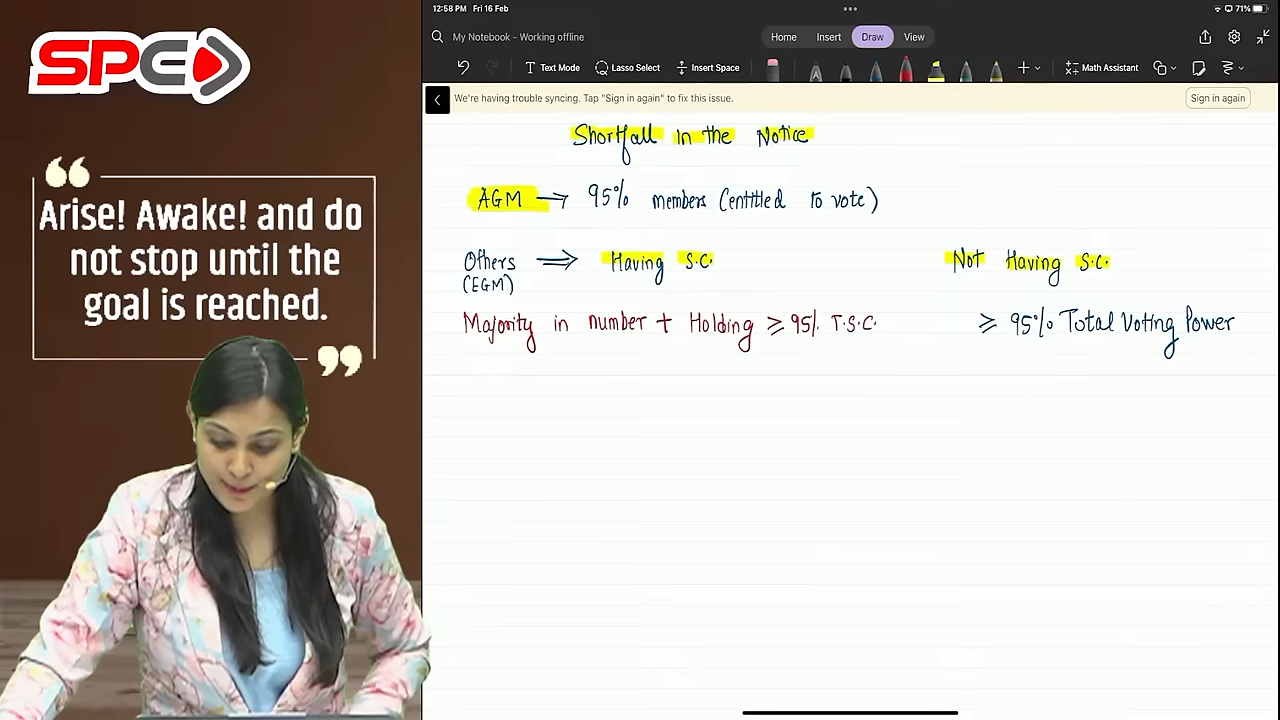 12:58 PM Fri 16 Feb
71%
My Notebook - Working offline
Home Insert Draw View
Text Mode Lasso Select Insert Space Math Assistant
We're having trouble syncing. Tap "Sign in again" to fix this issue.
Sign in again
SPC
“
Arise! Awake! and do
not stop until the
goal is reached.
”
Shortfall in the Notice
AGM → 95% members (entitled to vote)
Others ⇒ Having S.C. Not Having S.C.
(EGM)
Majority in number + Holding ≥ 95% T.S.C. ≥ 95% Total Voting Power